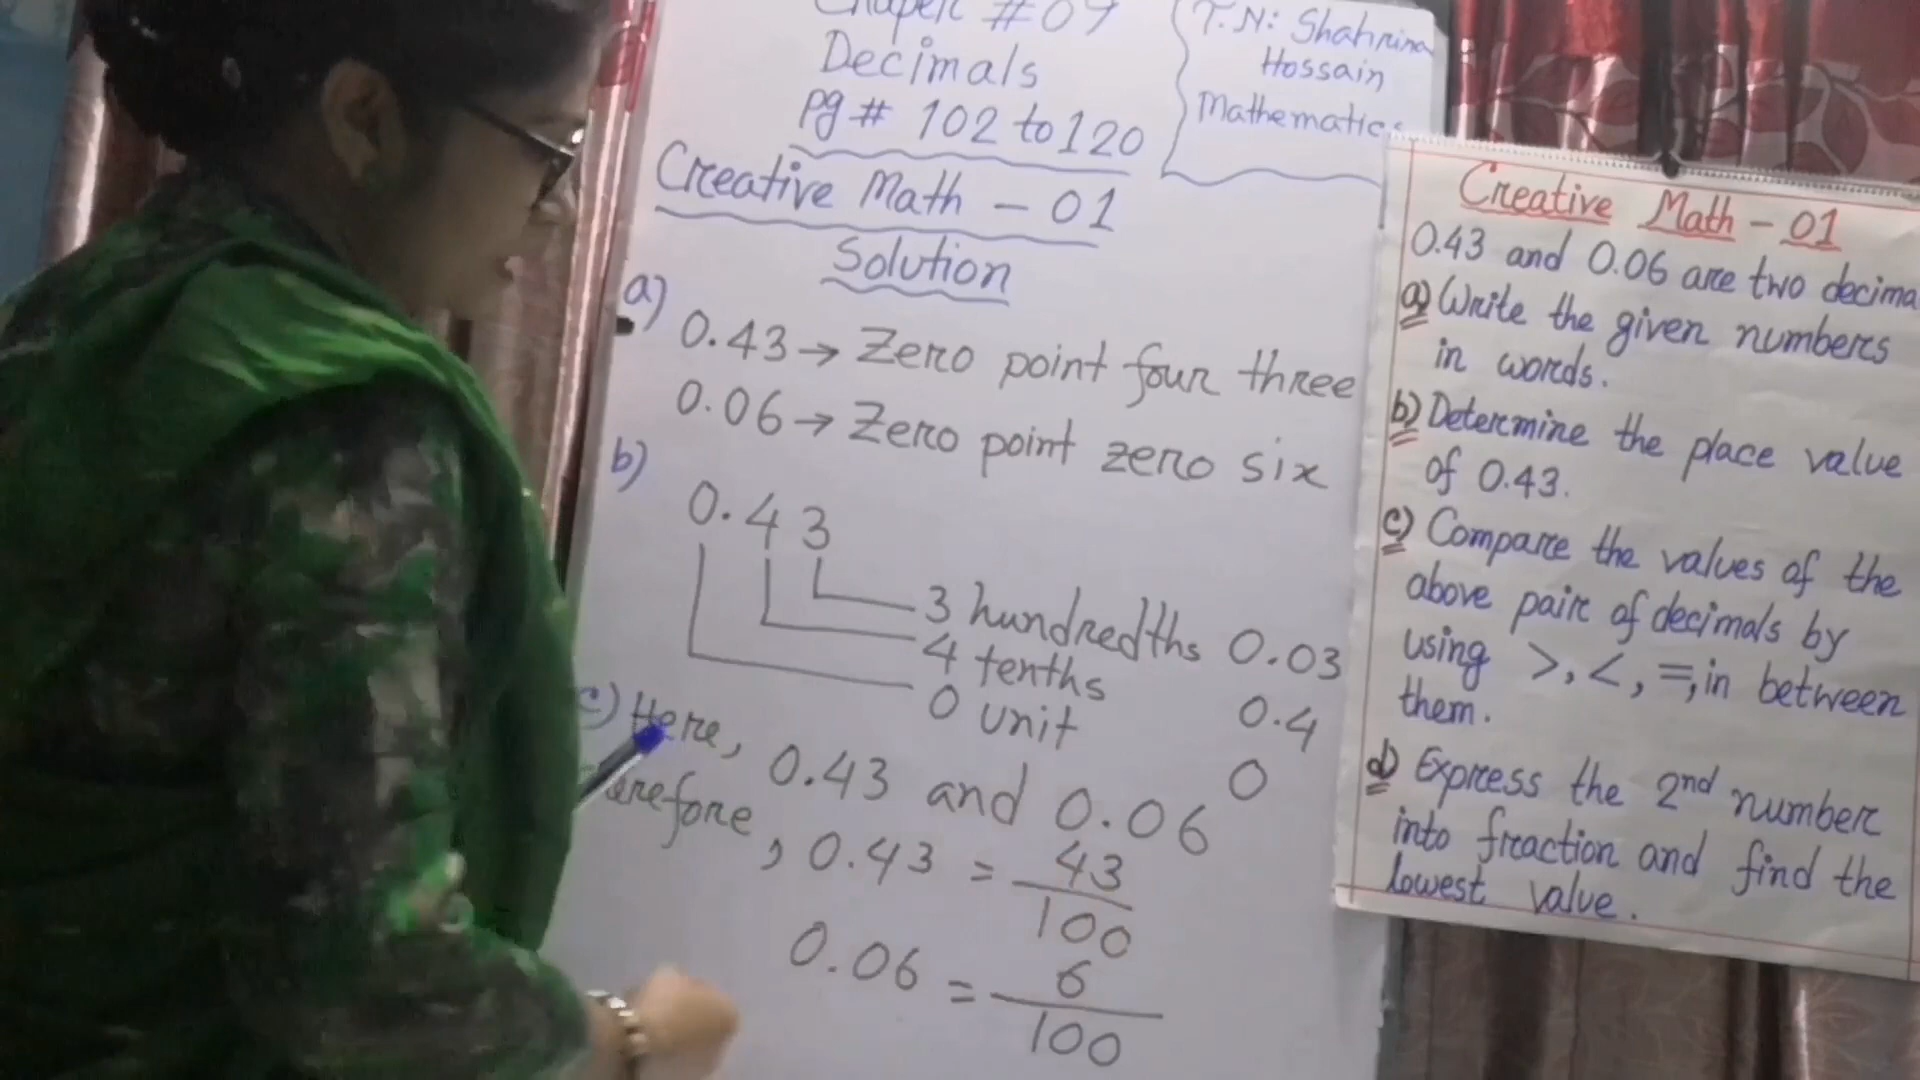 Chapter #09
Decimals
pg# 102 to 120
T.N: Shahrina
Hossain
Mathematics
Creative Math - 01
Solution
a)
0.43 → Zero point four three
0.06 → Zero point zero six
b)
0.43
3 hundredths 0.03
4 tenths 0.4
0 unit 0
c) Here, 0.43 and 0.06
erefore, 0.43 = 43/100
0.06 = 6/100
Creative Math - 01
0.43 and 0.06 are two decima
a) Write the given numbers
in words.
b) Determine the place value
of 0.43.
c) Compare the values of the
above pair of decimals by
using >, <, =, in between
them.
d) Express the 2nd number
into fraction and find the
lowest value.